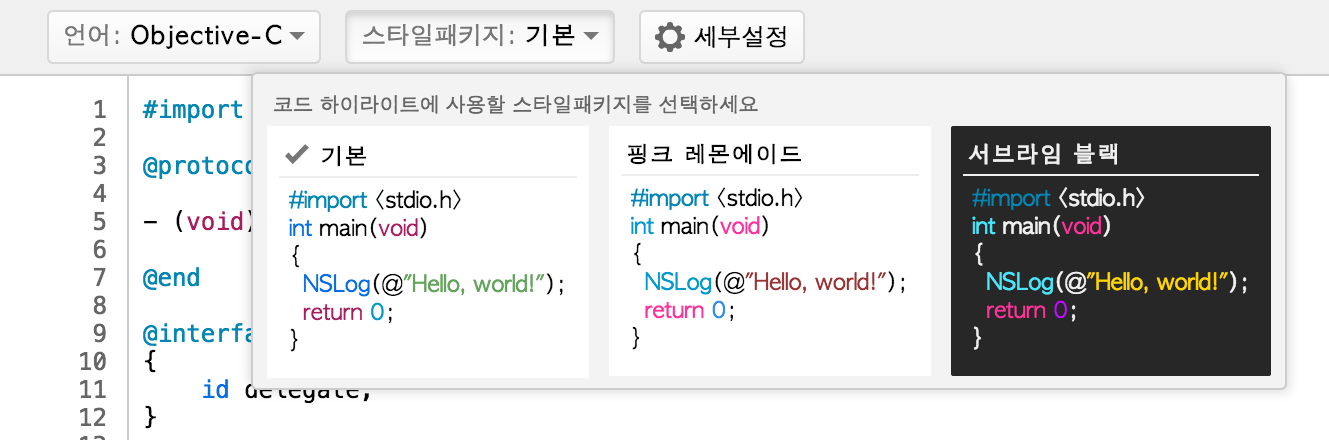 언어: Objective-C 스타일패키지: 기본 세부설정
코드 하이라이트에 사용할 스타일패키지를 선택하세요
기본
#import <stdio.h>
int main(void)
{
NSLog(@"Hello, world!");
return 0;
}
핑크 레몬에이드
#import <stdio.h>
int main(void)
{
NSLog(@"Hello, world!");
return 0;
}
서브라임 블랙
#import <stdio.h>
int main(void)
{
NSLog(@"Hello, world!");
return 0;
}
1 #import
2
3 @protoco
4
5 - (void)
6
7 @end
8
9 @interfa
10 {
11 id delegate;
12 }